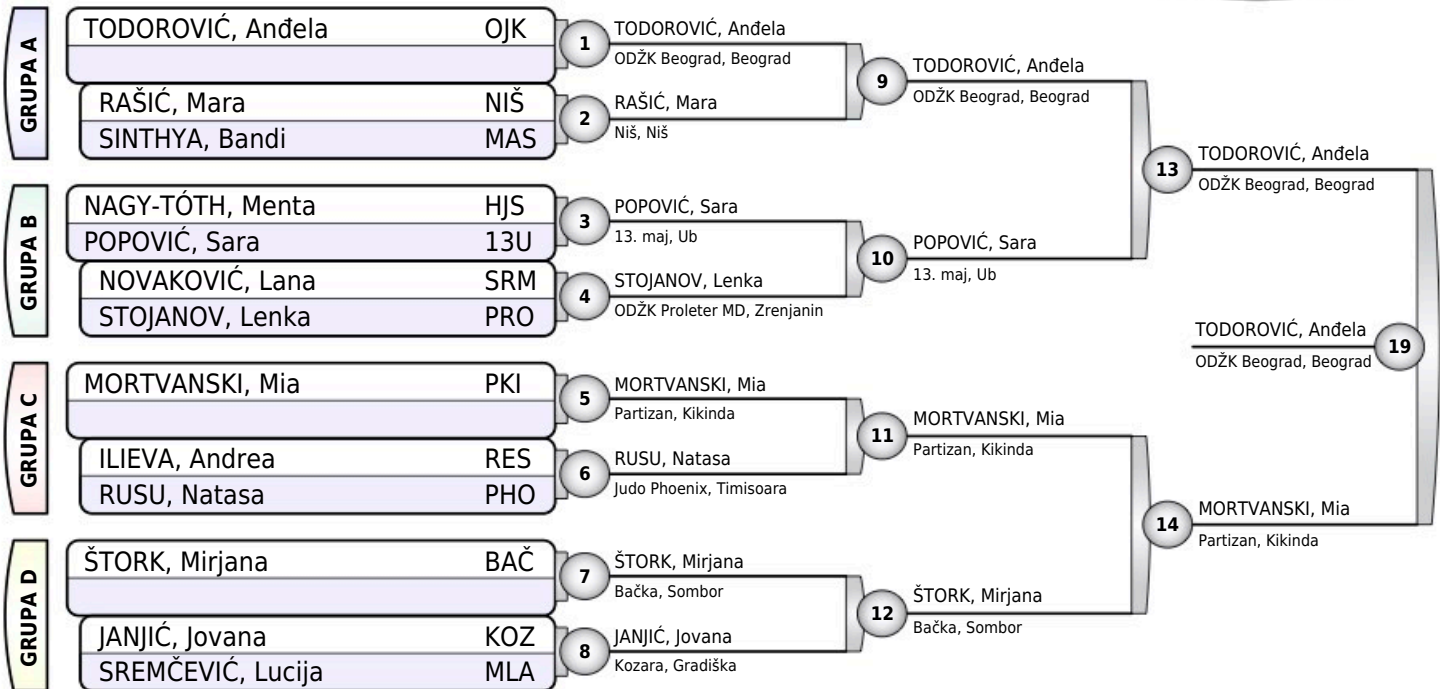 GRUPA A
TODOROVIĆ, Anđela OJK
RAŠIĆ, Mara NIŠ
SINTHYA, Bandi MAS
GRUPA B
NAGY-TÓTH, Menta HJS
POPOVIĆ, Sara 13U
NOVAKOVIĆ, Lana SRM
STOJANOV, Lenka PRO
GRUPA C
MORTVANSKI, Mia PKI
ILIEVA, Andrea RES
RUSU, Natasa PHO
GRUPA D
ŠTORK, Mirjana BAČ
JANJIĆ, Jovana KOZ
SREMČEVIĆ, Lucija MLA
1
TODOROVIĆ, Anđela
ODŽK Beograd, Beograd
2
RAŠIĆ, Mara
Niš, Niš
3
POPOVIĆ, Sara
13. maj, Ub
4
STOJANOV, Lenka
ODŽK Proleter MD, Zrenjanin
5
MORTVANSKI, Mia
Partizan, Kikinda
6
RUSU, Natasa
Judo Phoenix, Timisoara
7
ŠTORK, Mirjana
Bačka, Sombor
8
JANJIĆ, Jovana
Kozara, Gradiška
9
TODOROVIĆ, Anđela
ODŽK Beograd, Beograd
10
POPOVIĆ, Sara
13. maj, Ub
11
MORTVANSKI, Mia
Partizan, Kikinda
12
ŠTORK, Mirjana
Bačka, Sombor
13
TODOROVIĆ, Anđela
ODŽK Beograd, Beograd
14
MORTVANSKI, Mia
Partizan, Kikinda
TODOROVIĆ, Anđela
ODŽK Beograd, Beograd
19